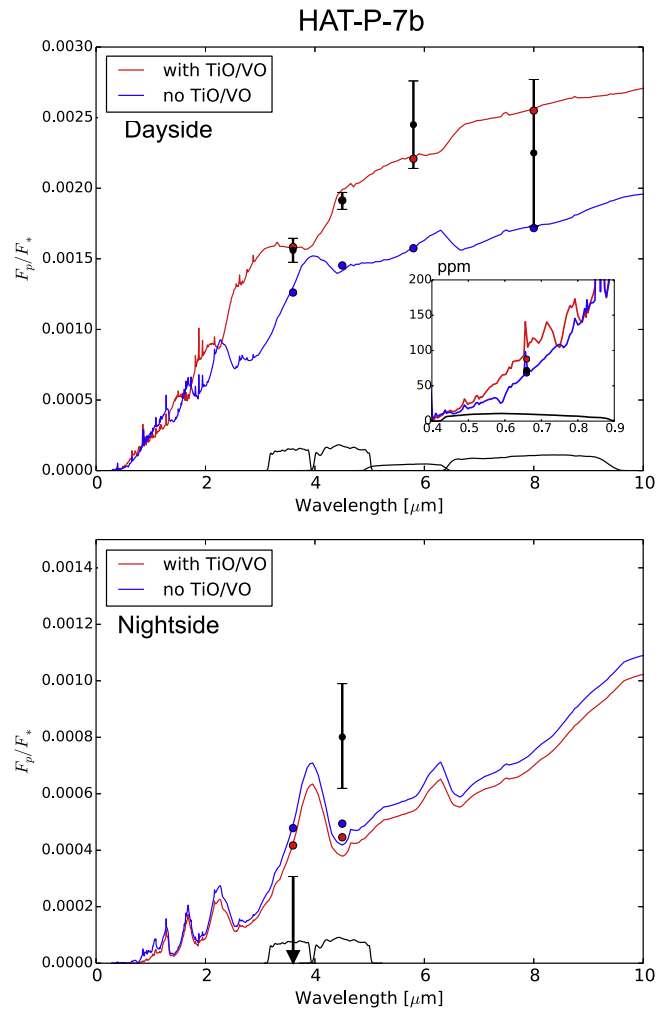 HAT-P-7b
0.0030
with TiO/VO
no TiO/VO
0.0025
Dayside
0.0020
F_p/F_*
0.0015
ppm
200
150
0.0010
100
50
0.0005
0
0.4 0.5 0.6 0.7 0.8 0.9
0.0000
0 2 4 6 8 10
Wavelength [μm]
0.0014
with TiO/VO
no TiO/VO
0.0012
Nightside
0.0010
0.0008
F_p/F_*
0.0006
0.0004
0.0002
0.0000
0 2 4 6 8 10
Wavelength [μm]